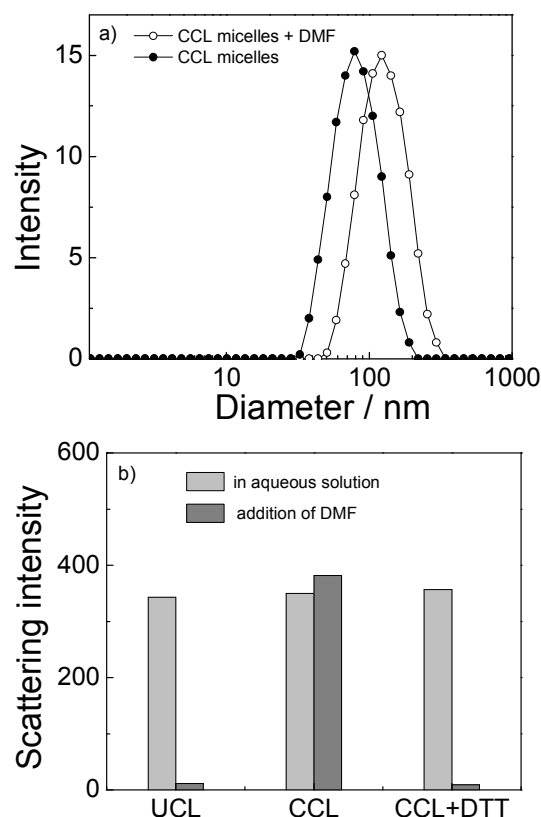 a)
CCL micelles + DMF
CCL micelles
15
10
5
0
Intensity
10 100 1000
Diameter / nm
b)
in aqueous solution
addition of DMF
600
400
200
0
Scattering intensity
UCL CCL CCL+DTT